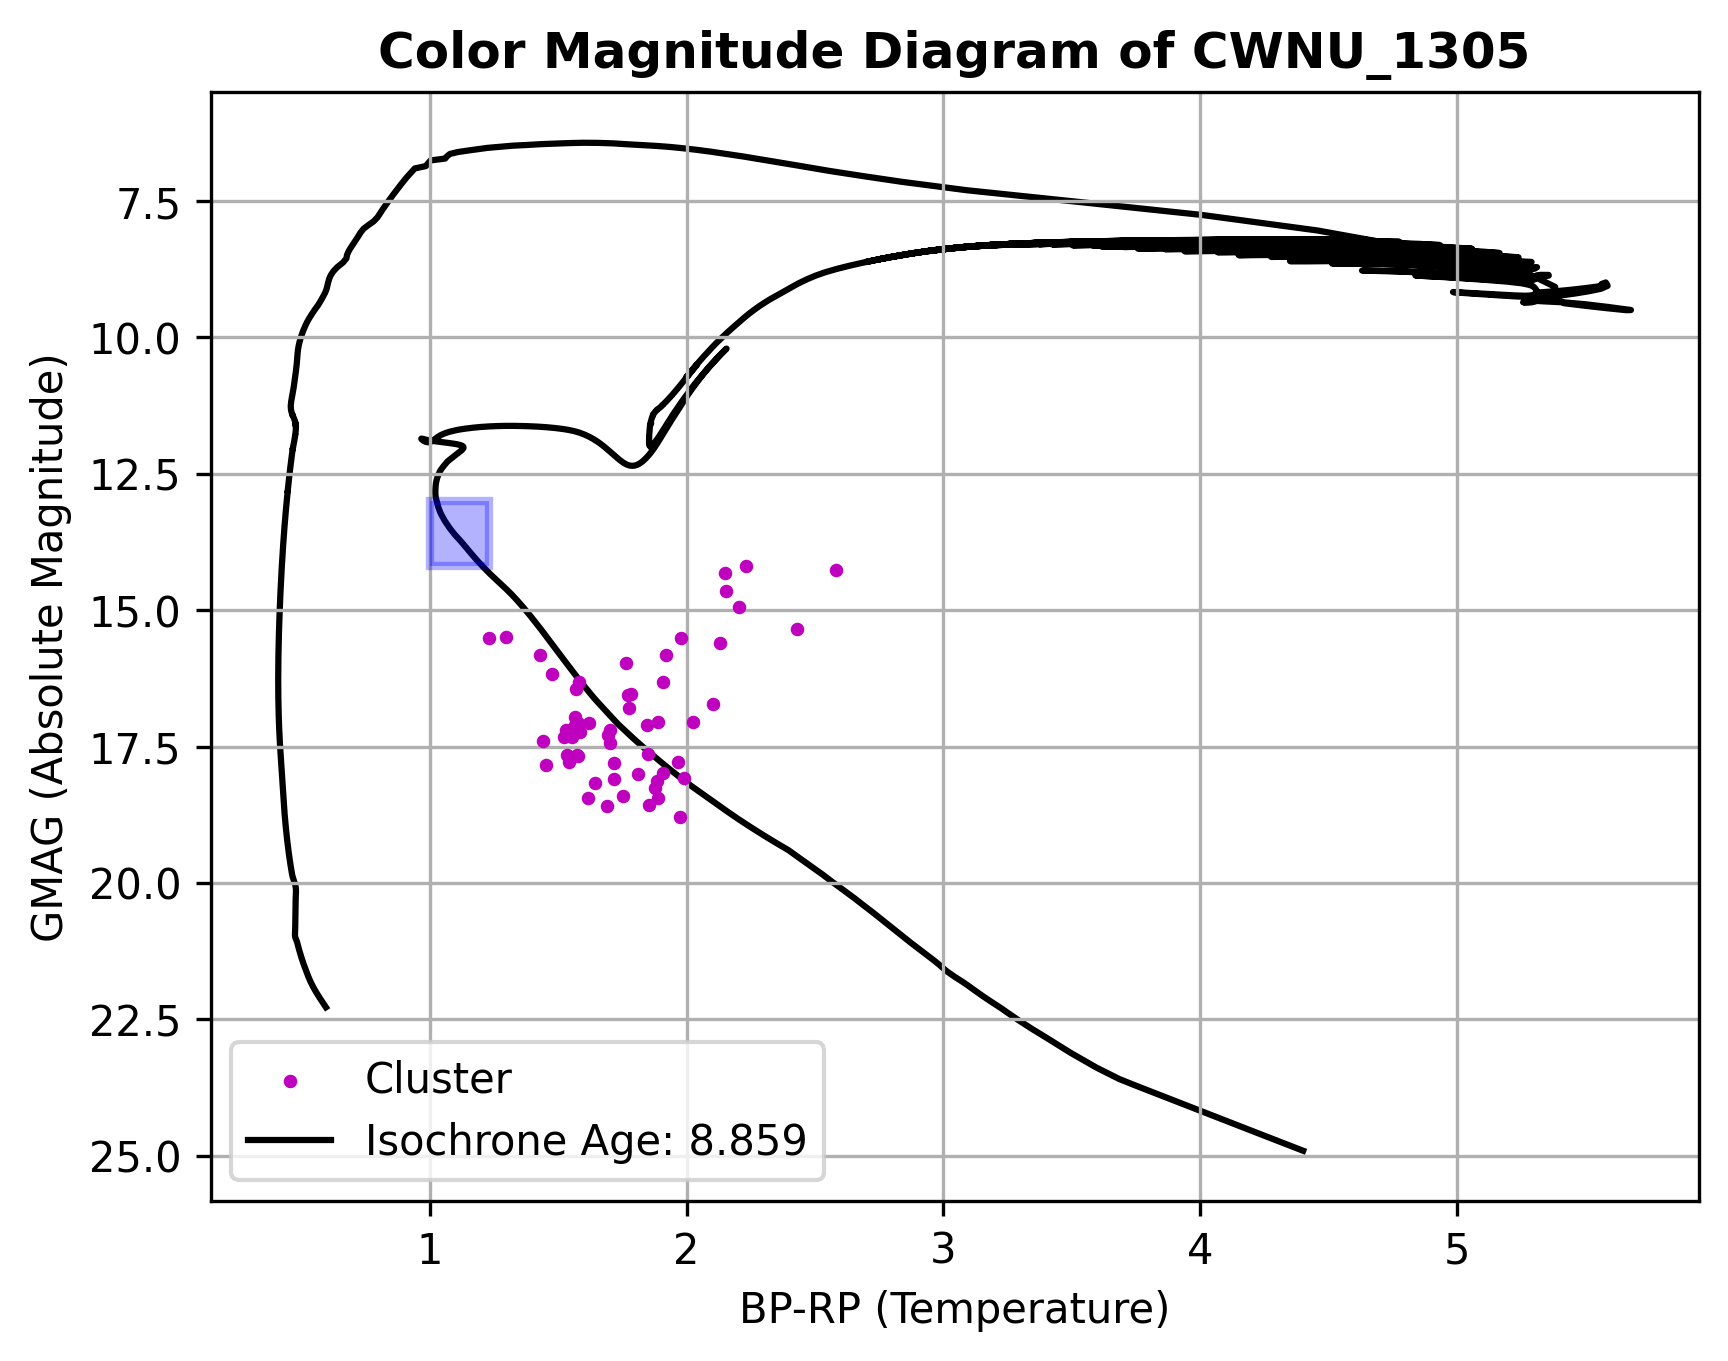 Color Magnitude Diagram of CWNU_1305
GMAG (Absolute Magnitude)
7.5
10.0
12.5
15.0
17.5
20.0
22.5
25.0
Cluster
Isochrone Age: 8.859
1 2 3 4 5
BP-RP (Temperature)